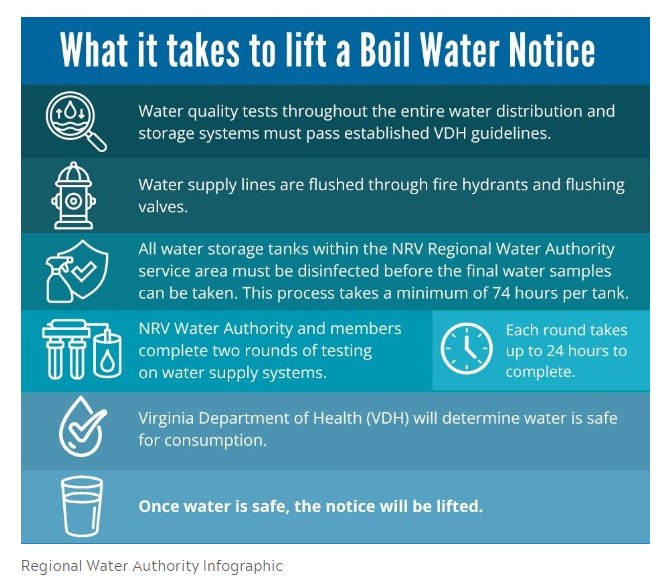 What it takes to lift a Boil Water Notice
Water quality tests throughout the entire water distribution and
storage systems must pass established VDH guidelines.
Water supply lines are flushed through fire hydrants and flushing
valves.
All water storage tanks within the NRV Regional Water Authority
service area must be disinfected before the final water samples
can be taken. This process takes a minimum of 74 hours per tank.
NRV Water Authority and members
complete two rounds of testing
on water supply systems.
Each round takes
up to 24 hours to
complete.
Virginia Department of Health (VDH) will determine water is safe
for consumption.
Once water is safe, the notice will be lifted.
Regional Water Authority Infographic